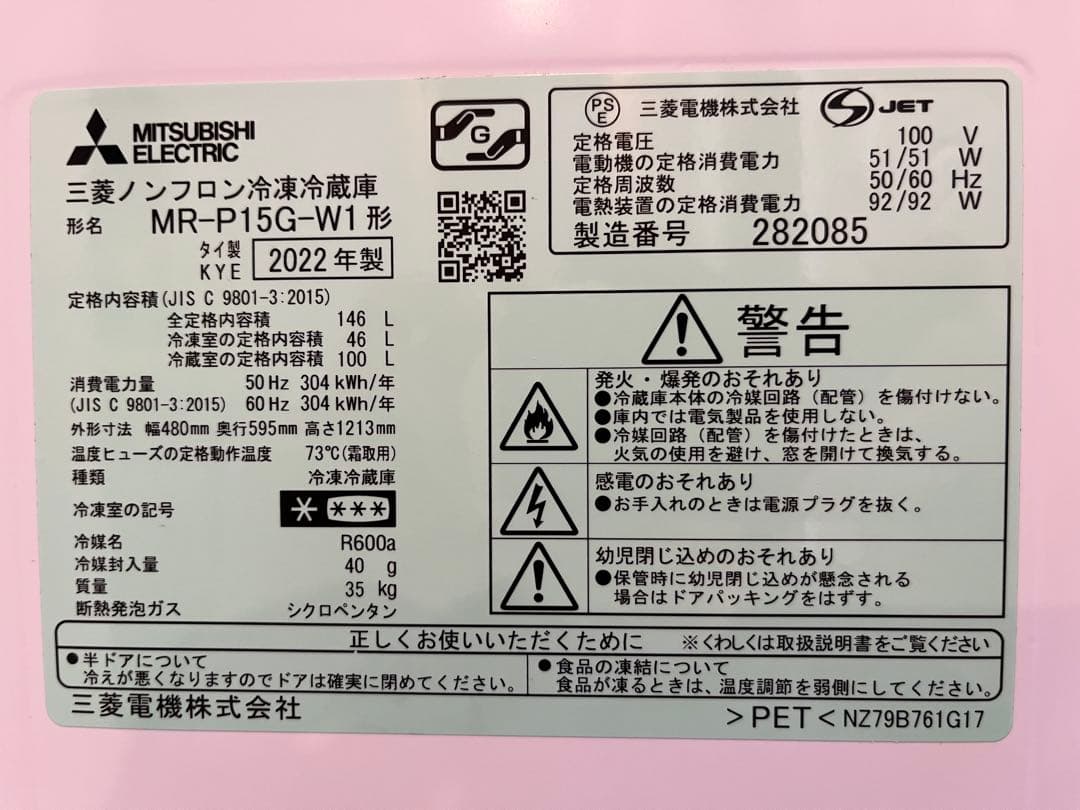 MITSUBISHI
ELECTRIC
三菱ノンフロン冷凍冷蔵庫
形名 MR-P15G-W1形
タイ製
KYE 2022年製
G
PS
E 三菱電機株式会社 S JET
定格電圧 100 V
電動機の定格消費電力 51/51 W
定格周波数 50/60 Hz
電熱装置の定格消費電力 92/92 W
製造番号 282085
定格内容積(JIS C 9801-3:2015)
全定格内容積 146 L
冷凍室の定格内容積 46 L
冷蔵室の定格内容積 100 L
消費電力量 50Hz 304kWh/年
(JIS C 9801-3:2015) 60Hz 304kWh/年
外形寸法 幅480mm 奥行595mm 高さ1213mm
温度ヒューズの定格動作温度 73℃(霜取用)
種類 冷凍冷蔵庫
冷凍室の記号 * ***
冷媒名 R600a
冷媒封入量 40 g
質量 35 kg
断熱発泡ガス シクロペンタン
警告
発火・爆発のおそれあり
●冷蔵庫本体の冷媒回路(配管)を傷付けない。
●庫内では電気製品を使用しない。
●冷媒回路(配管)を傷付けたときは、
火気の使用を避け、窓を開けて換気する。
感電のおそれあり
●お手入れのときは電源プラグを抜く。
幼児閉じ込めのおそれあり
●保管時に幼児閉じ込めが懸念される
場合はドアパッキングをはずす。
正しくお使いいただくために ※くわしくは取扱説明書をご覧ください
●半ドアについて
冷えが悪くなりますのでドアは確実に閉めてください。
●食品の凍結について
食品が凍るときは、温度調節を弱側にしてください。
三菱電機株式会社
>PET< NZ79B761G17